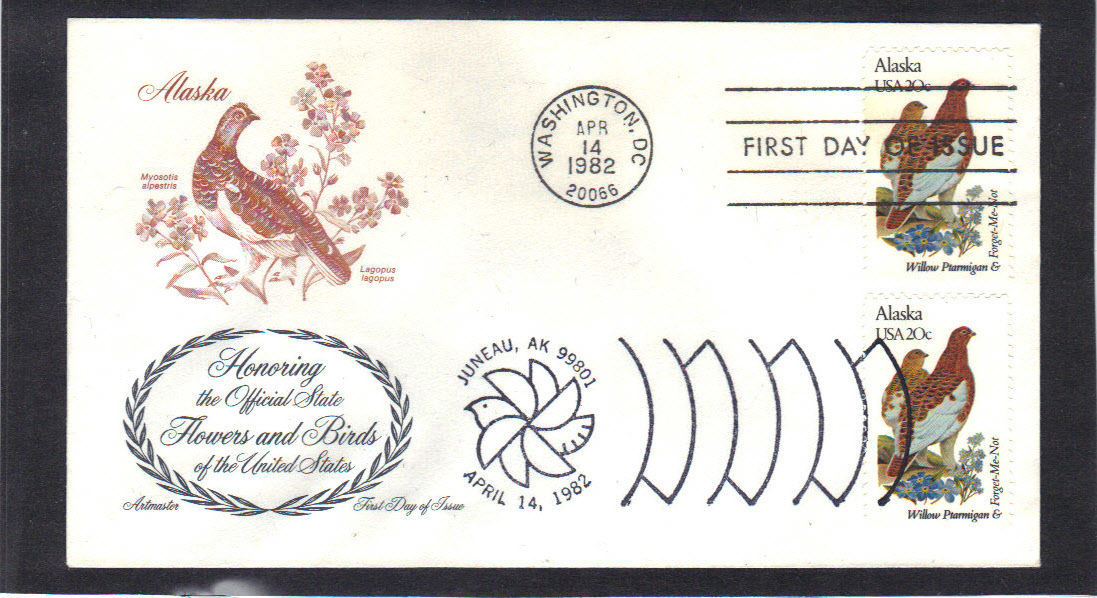 Alaska
Myosotis
alpestris
Lagopus
lagopus
Honoring
the Official State
Flowers and Birds
of the United States
Artmaster
First Day of Issue
WASHINGTON, DC
APR
14
1982
20066
FIRST DAY OF ISSUE
Alaska
USA 20c
Willow Ptarmigan &
Forget-Me-Not
JUNEAU, AK 99801
APRIL 14, 1982
Alaska
USA 20c
Willow Ptarmigan &
Forget-Me-Not